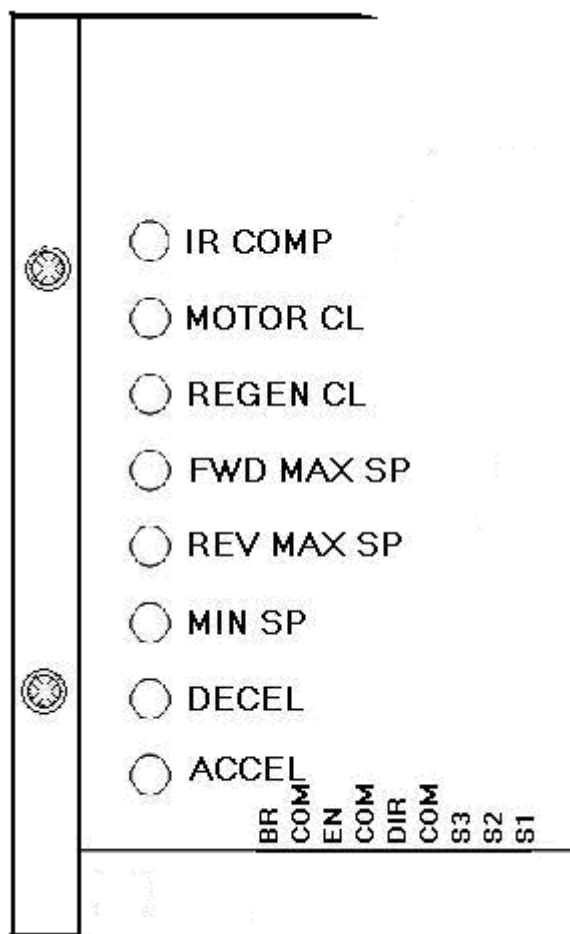 IR COMP
MOTOR CL
REGEN CL
FWD MAX SP
REV MAX SP
MIN SP
DECEL
ACCEL
BR
COM
EN
COM
DIR
COM
S3
S2
S1